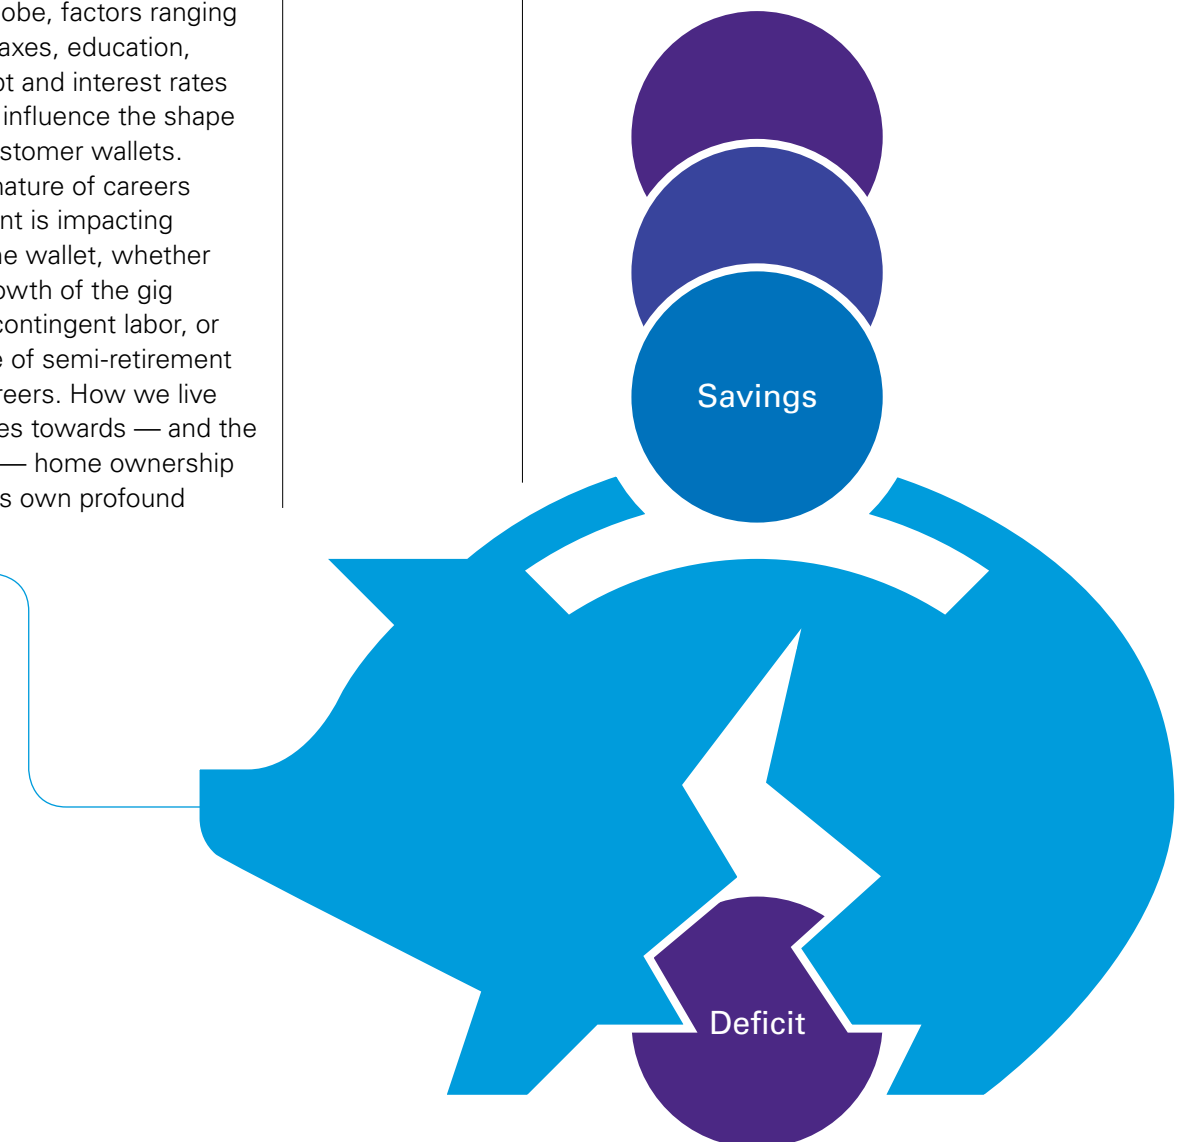 obe, factors ranging
axes, education,
ot and interest rates
influence the shape
stomer wallets.
nature of careers
nt is impacting
ne wallet, whether
owth of the gig
contingent labor, or
e of semi-retirement
reers. How we live
es towards — and the
— home ownership
s own profound
Savings
Deficit